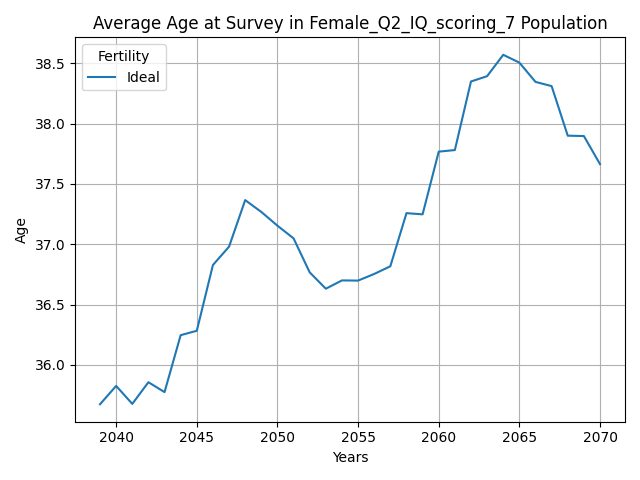 Average Age at Survey in Female_Q2_IQ_scoring_7 Population
Fertility
Ideal
38.5
38.0
37.5
37.0
36.5
36.0
Age
2040 2045 2050 2055 2060 2065 2070
Years